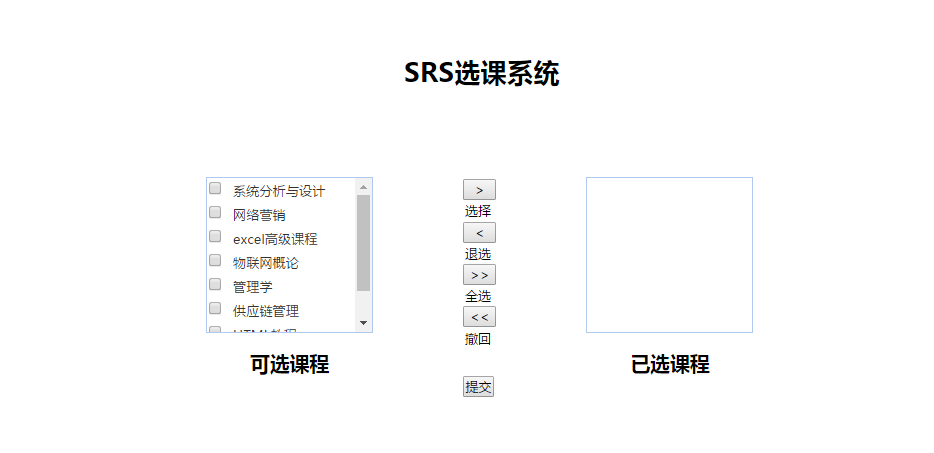 SRS选课系统
系统分析与设计
网络营销
excel高级课程
物联网概论
管理学
供应链管理
可选课程
>
选择
<
退选
>>
全选
<<
撤回
提交
已选课程